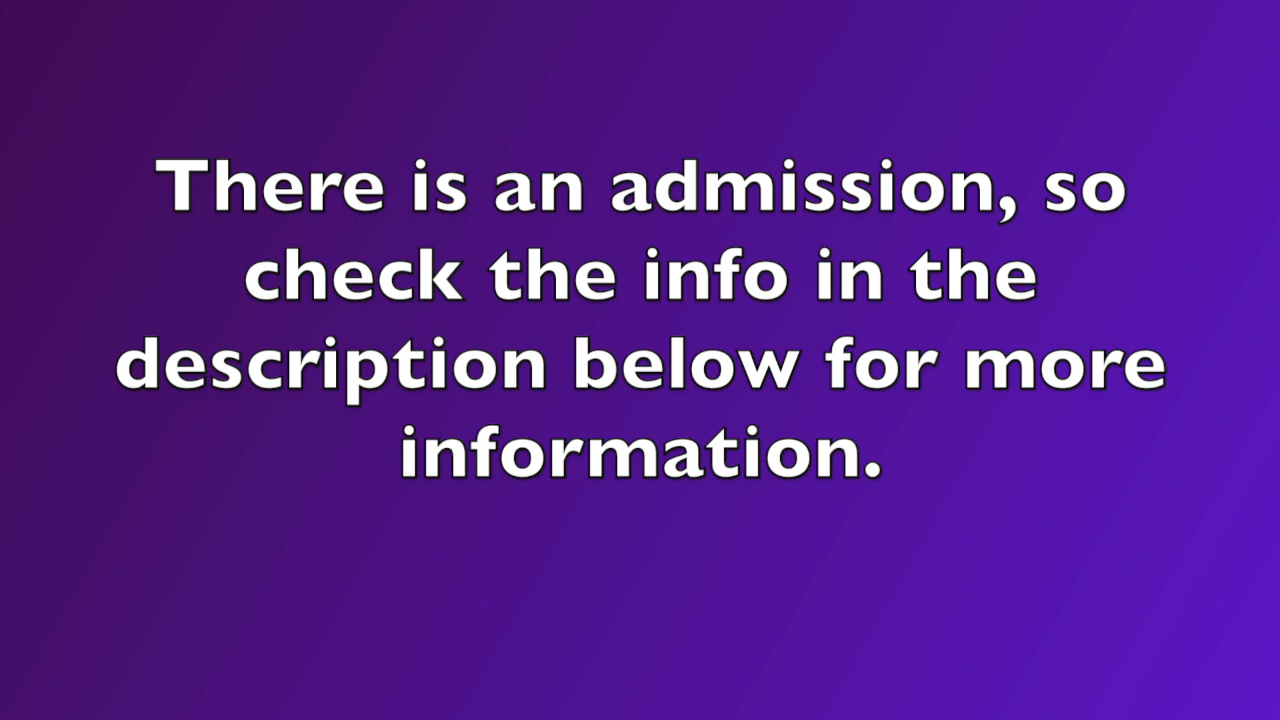 There is an admission, so
check the info in the
description below for more
information.